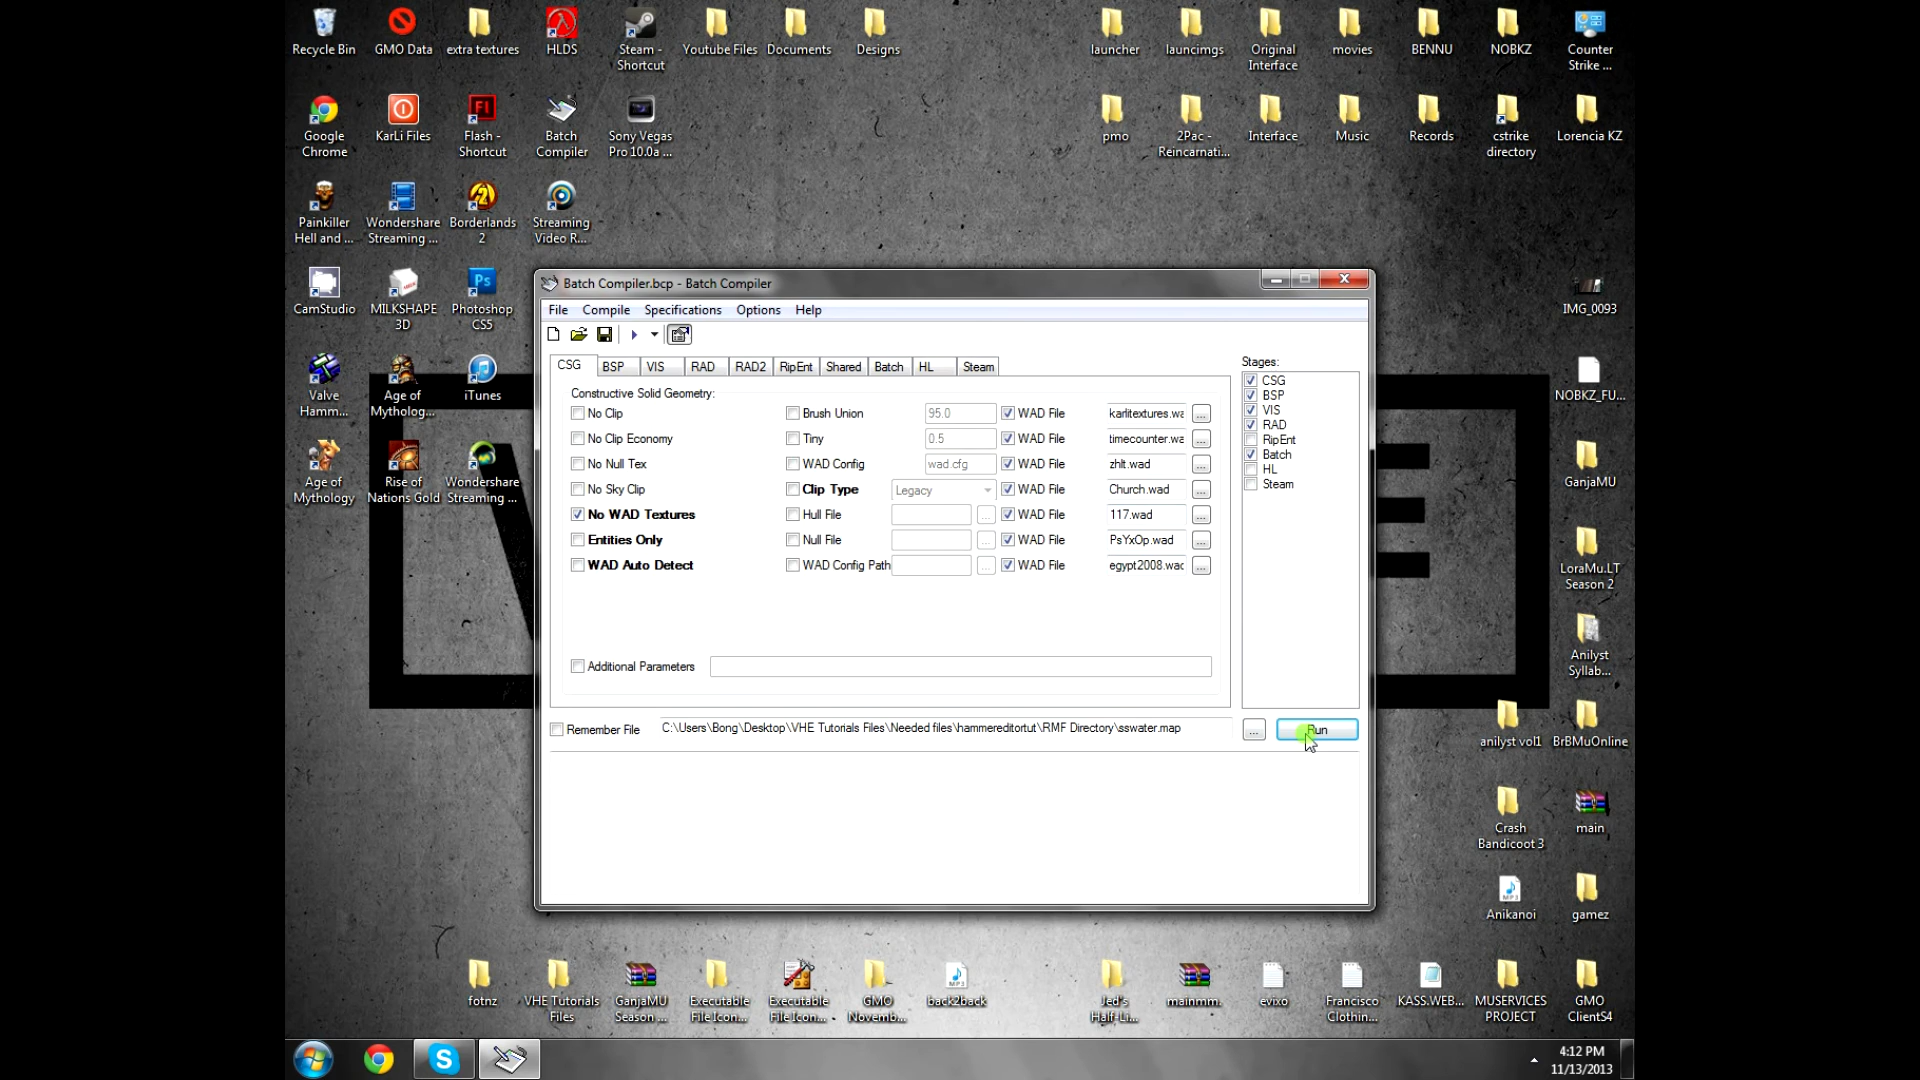 Recycle Bin
GMO Data
extra textures
HLDS
Steam -
Shortcut
Youtube Files
Documents
Designs
launcher
launcimgs
Original
Interface
movies
BENNU
NOBKZ
Counter
Strike ...
Google
Chrome
KarLi Files
Flash -
Shortcut
Batch
Compiler
Sony Vegas
Pro 10.0a ...
pmo
2Pac -
Reincarnati...
Interface
Music
Records
cstrike
directory
Lorencia KZ
Painkiller
Hell and ...
Wondershare
Streaming ...
Borderlands
2
Streaming
Video R...
CamStudio
MILKSHAPE
3D
Photoshop
CS5
IMG_0093
Valve
Hamm...
Age of
Mytholog...
iTunes
NOBKZ_FU...
Age of
Mythology
Rise of
Nations Gold
Wondershare
Streaming ...
GanjaMU
LoraMu.LT
Season 2
Anilyst
Syllab...
anilyst vol1
BrBMuOnline
Crash
Bandicoot 3
main
Anikanoi
gamez
Batch Compiler.bcp - Batch Compiler
File Compile Specifications Options Help
CSG BSP VIS RAD RAD2 RipEnt Shared Batch HL Steam
Constructive Solid Geometry:
No Clip Brush Union 95.0 WAD File karlitextures.wa ...
No Clip Economy Tiny 0.5 WAD File timecounter.wa ...
No Null Tex WAD Config wad.cfg WAD File zhlt.wad ...
No Sky Clip Clip Type Legacy WAD File Church.wad ...
No WAD Textures Hull File ... WAD File 117.wad ...
Entities Only Null File ... WAD File PsYxOp.wad ...
WAD Auto Detect WAD Config Path ... WAD File egypt2008.wad ...
Additional Parameters
Stages:
CSG
BSP
VIS
RAD
RipEnt
Batch
HL
Steam
Remember File C:\Users\Bong\Desktop\VHE Tutorials Files\Needed files\hammereditortut\RMF Directory\sswater.map ... Run
fotnz
VHE Tutorials
Files
GanjaMU
Season ...
Executable
File Icon...
Executable
File Icon...
GMO
Novemb...
back2back
Jed's
Half-Li...
mainmm.
evixo
Francisco
Clothin...
KASS.WEB...
MUSERVICES
PROJECT
GMO
ClientS4
4:12 PM
11/13/2013